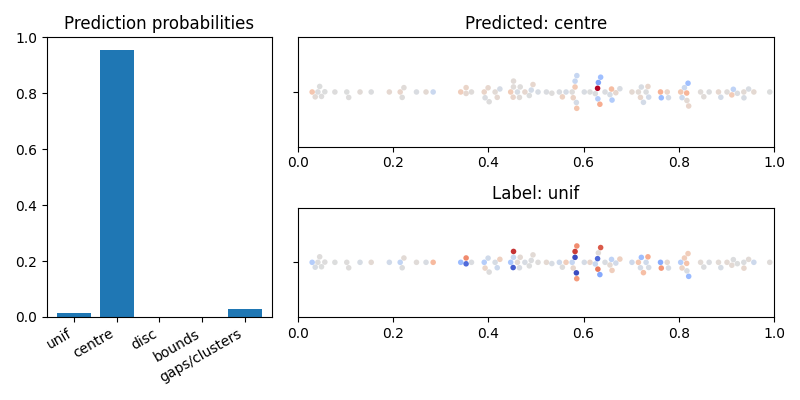 Prediction probabilities
1.0
0.8
0.6
0.4
0.2
0.0
unif
centre
disc
bounds
gaps/clusters
Predicted: centre
0.0 0.2 0.4 0.6 0.8 1.0
Label: unif
0.0 0.2 0.4 0.6 0.8 1.0